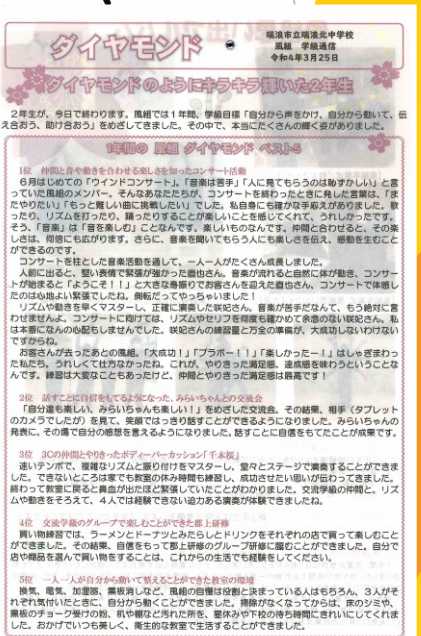 ダイヤモンド
瑞浪市立瑞浪北中学校
風組 学級通信
令和4年3月25日
ダイヤモンドのようにキラキラ輝いた2年生
2年生が、今日で終わります。風組では1年間、学級目標「自分から声をかけ、自分から動いて、伝
え合おう、助け合おう」をめざしてきました。その中で、本当にたくさんの輝く姿がありました。
1年間の 風組 ダイヤモンド ベスト5
1位 仲間と音や動きを合わせる楽しさを知ったコンサート活動
6月はじめての「ウインドコンサート」。「音楽は苦手」「人に見てもらうのは恥ずかしい」と言
っていた風組のメンバー。そんなあなたたちが、コンサートを終わったときに発した言葉は、「ま
たやりたい」「もっと難しい曲に挑戦したい」でした。私自身にも確かな手応えがありました。歌
ったり、リズムを打ったり、踊ったりすることが楽しいことを感じてくれて、うれしかったです。
そう、「音楽」は「音を楽しむ」ことなんです。楽しいものなんです。仲間と合わせると、その楽
しさは、何倍にも広がります。さらに、音楽を聞いてもらう人にも楽しさを伝え、感動を生むこと
ができるのです。
コンサートを柱とした音楽活動を通して、一人一人がたくさん成長しました。
人前に出ると、堅い表情で緊張が強かった直也さん。音楽が流れると自然に体が動き、コンサー
トが始まると「ようこそ!!」と大きな身振りでお客さんを迎えた直也さん、コンサートで体感し
たのは心地よい緊張でしたね。側転だってやっちゃいました！
リズムや動きを早くマスターし、正確に演奏した咲妃さん。音楽が苦手だなんて、もう絶対に言
わせませんよ。コンサートに向けては、リズムやセリフを何度も確かめて余念のない咲妃さん。私
は本番になんの心配もしませんでした。咲妃さんの練習量と万全の準備が、大成功しないわけない
ですからね。
お客さんが去ったあとの風組。「大成功！」「ブラボー！！」「楽しかったー！」はしゃぎまわっ
た私たち。うれしくて仕方なかったね。これが、やりきった満足感、達成感を味わうということな
んです。練習は大変なこともあったけど、仲間とやりきった満足感は最高です！
2位 話すことに自信をもてるようになった、みらいちゃんとの交流会
「自分達も楽しい、みらいちゃんも楽しい！」をめざした交流会。その結果、相手（タブレット
のカメラでしたが）を見て、笑顔ではっきり話すことができるようになりました。みらいちゃんの
発表に、その場で自分の感想を言えるようになりました。話すことに自信をもてたことが成果です。
3位 3Cの仲間とやりきったボディーパーカッション「千本桜」
速いテンポで、複雑なリズムと振り付けをマスターし、堂々とステージで演奏することができま
した。できないところは家でも教室の休み時間も練習し、成功させたい思いが伝わってきました。
終わって教室に戻ると鼻血が出たほど緊張していたことがわかりました。交流学級の仲間と、リズ
ムや動きをそろえて、4人では経験できない迫力ある演奏が体験できましたね。
4位 交流学級のグループで楽しむことができた郡上研修
買い物練習では、ラーメンとドーナツとみたらしとドリンクをそれぞれの店で買って楽しむこと
ができました。その結果、自信をもって郡上研修のグループ研修に臨むことができました。自分で
店や商品を選んで買い物をすることは、これからの生活でも経験をしてください。
5位 一人一人が自分から動いて整えることができた教室の環境
換気、電気、加湿器、黒板消しなど、風組の自慢は役割と決まっている人はもちろん、3人がそ
れぞれ気付いたときに、自分から動くことができました。掃除がなくなってからは、床のシミや、
黒板のチョーク受けの粉、机や棚など汚れた所を、昼休みや下校の待ち時間にきれいにしてくれま
した。おかげでいつも美しく、衛生的な教室で生活することができました。